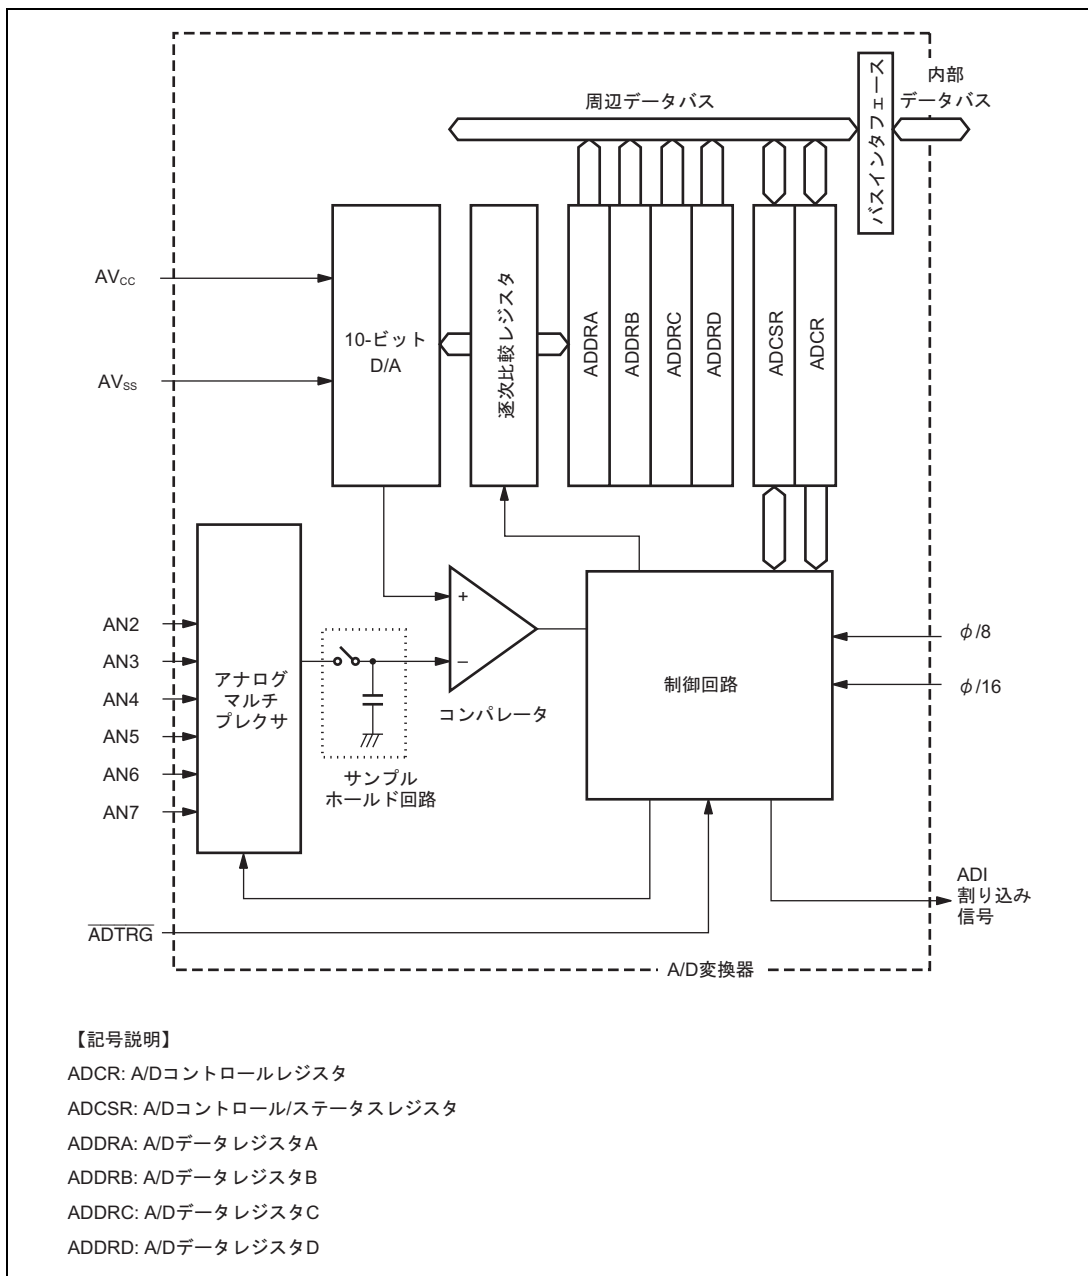 内部
データバス
周辺データバス
バスインタフェース
AVCC
AVSS
10-ビット
D/A
逐次比較レジスタ
ADDRA
ADDRB
ADDRC
ADDRD
ADCSR
ADCR
AN2
AN3
AN4
AN5
AN6
AN7
アナログ
マルチ
プレクサ
+
−
コンパレータ
サンプル
ホールド回路
制御回路
φ/8
φ/16
ADI
割り込み
信号
ADTRG
A/D変換器
【記号説明】
ADCR: A/Dコントロールレジスタ
ADCSR: A/Dコントロール/ステータスレジスタ
ADDRA: A/DデータレジスタA
ADDRB: A/DデータレジスタB
ADDRC: A/DデータレジスタC
ADDRD: A/DデータレジスタD